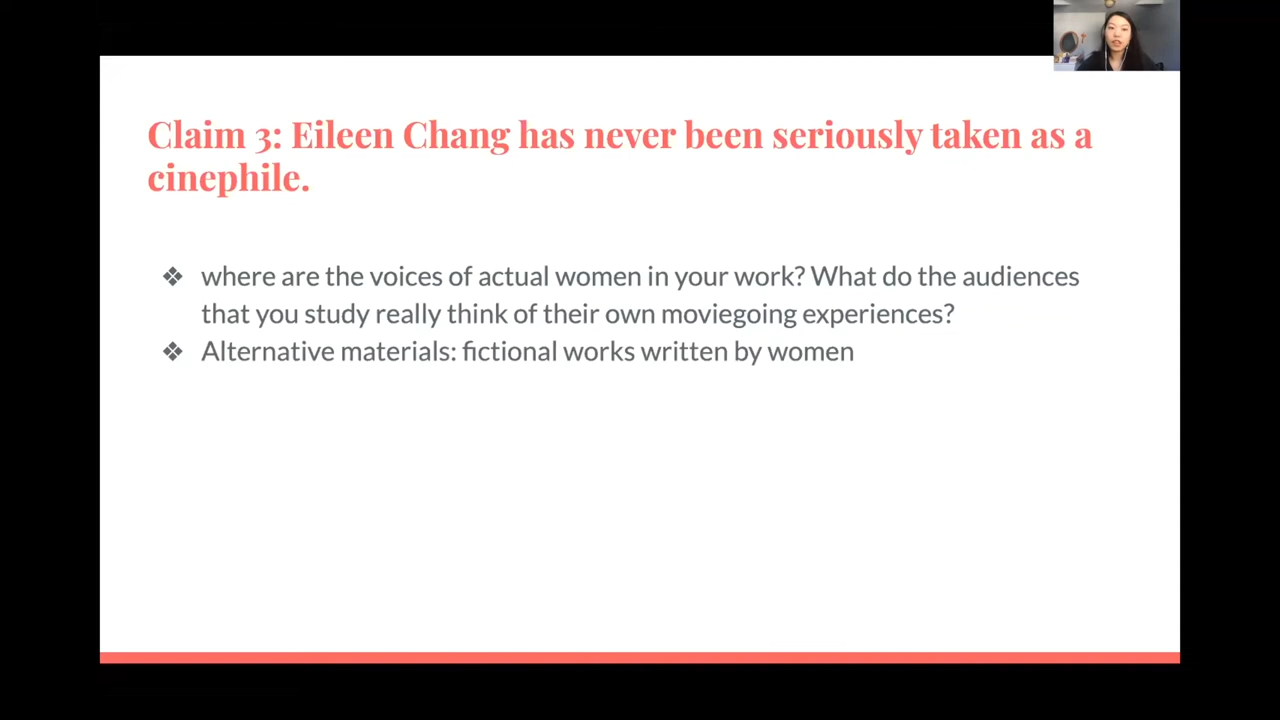 Claim 3: Eileen Chang has never been seriously taken as a
cinephile.
❖ where are the voices of actual women in your work? What do the audiences
that you study really think of their own moviegoing experiences?
❖ Alternative materials: fictional works written by women